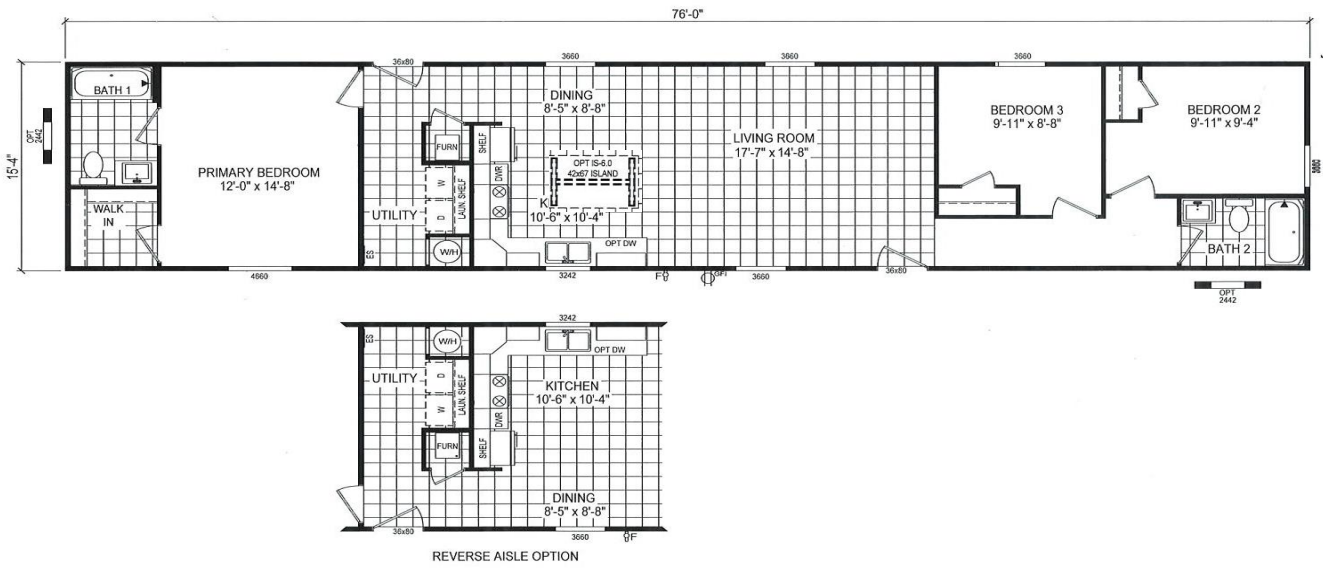 76'-0"
15'-4"
36x80
3660
3660
3660
BATH 1
OPT
2442
PRIMARY BEDROOM
12'-0" x 14'-8"
WALK
IN
4660
DINING
8'-5" x 8'-8"
FURN
SHELF
DWR
W
D
LAUN. SHELF
UTILITY
W/H
ES
OPT IS-6.0
42x67 ISLAND
K
10'-6" x 10'-4"
OPT DW
3242
F
GFI
3660
36x80
LIVING ROOM
17'-7" x 14'-8"
BEDROOM 3
9'-11" x 8'-8"
BEDROOM 2
9'-11" x 9'-4"
BATH 2
OPT
2442
3242
ES
W/H
OPT DW
UTILITY
D
W
LAUN. SHELF
KITCHEN
10'-6" x 10'-4"
DWR
FURN
SHELF
DINING
8'-5" x 8'-8"
36x80
3660
F
REVERSE AISLE OPTION